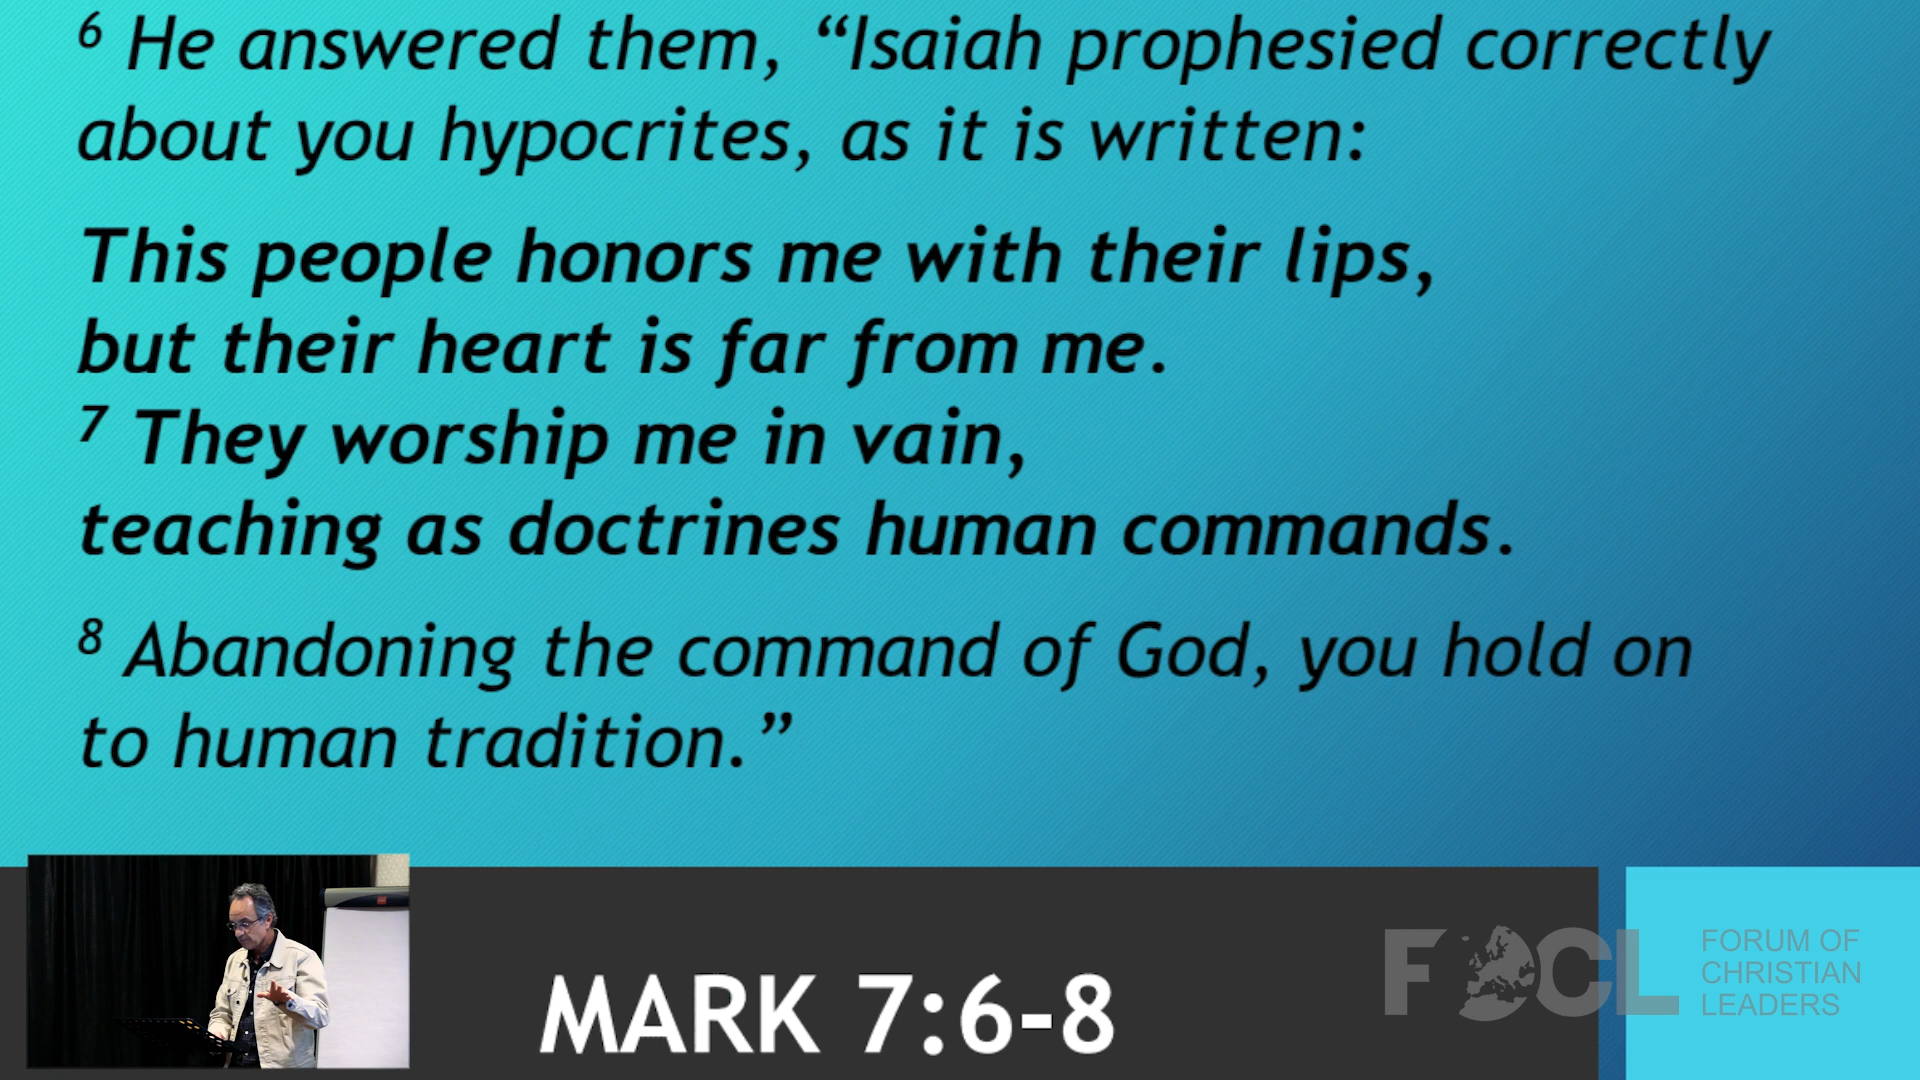 ⁶ He answered them, “Isaiah prophesied correctly
about you hypocrites, as it is written:
This people honors me with their lips,
but their heart is far from me.
⁷ They worship me in vain,
teaching as doctrines human commands.
⁸ Abandoning the command of God, you hold on
to human tradition.”
MARK 7:6-8
FOCL
FORUM OF
CHRISTIAN
LEADERS